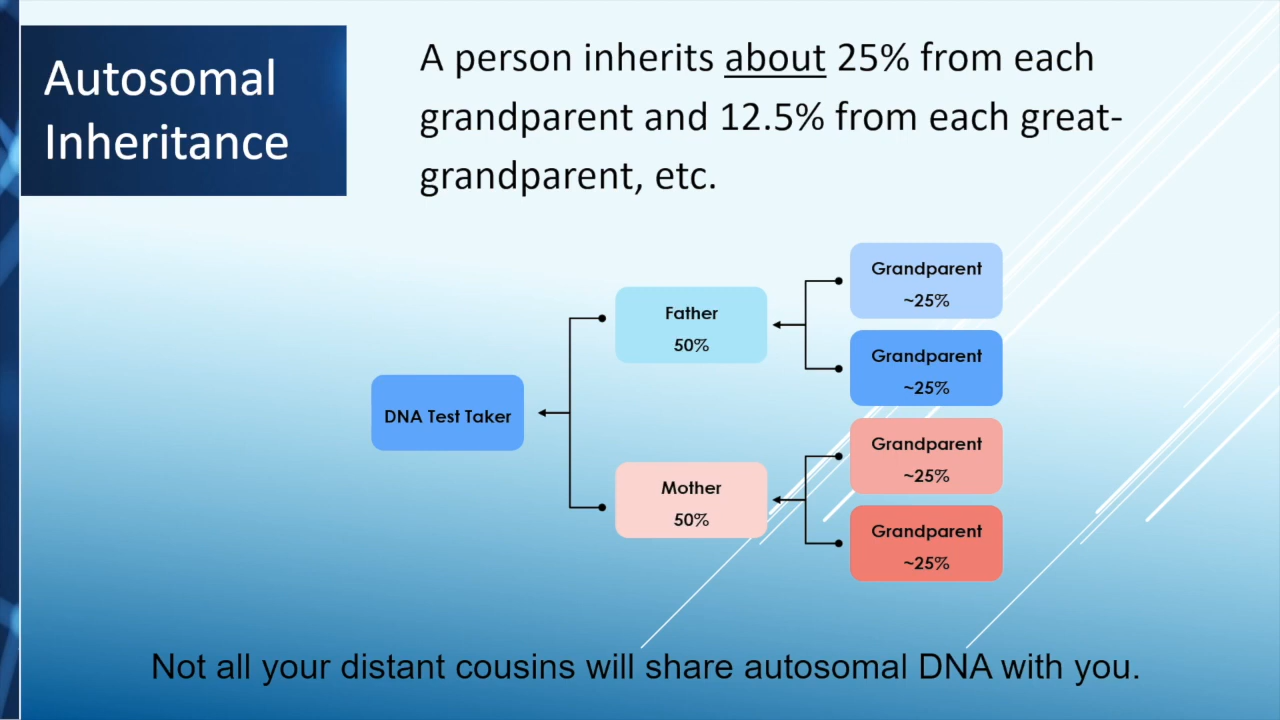 Autosomal
Inheritance
A person inherits about 25% from each
grandparent and 12.5% from each great-
grandparent, etc.
Grandparent
~25%
Father
50%
Grandparent
~25%
DNA Test Taker
Grandparent
~25%
Mother
50%
Grandparent
~25%
Not all your distant cousins will share autosomal DNA with you.